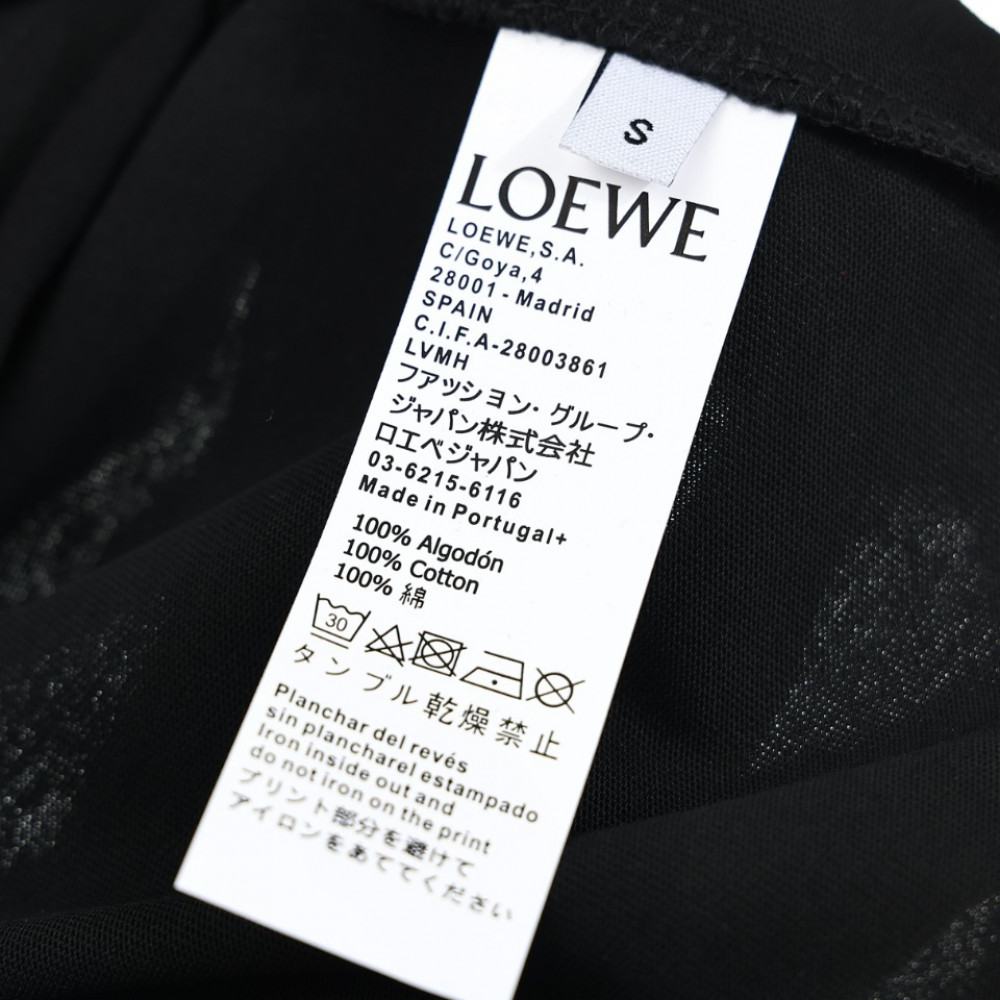 S
LOEWE
LOEWE,S.A.
C/Goya,4
28001 - Madrid
SPAIN
C.I.F.A-28003861
LVMH
ファッション・グループ・
ジャパン株式会社
ロエベジャパン
03-6215-6116
Made in Portugal+
100% Algodón
100% Cotton
100% 綿
30
タンブル乾燥禁止
Planchar del revés
sin plancharel estampado
Iron inside out and
do not iron on the print
プリント部分を避けて
アイロンをあててください